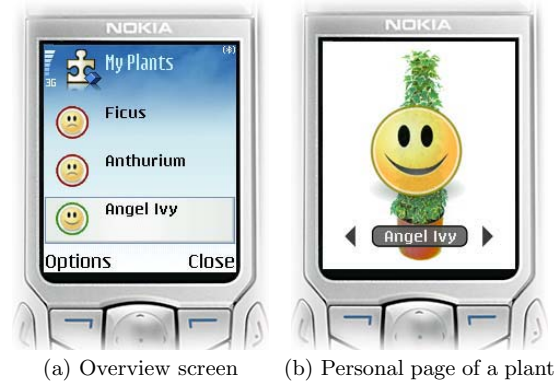 NOKIA
3G
My Plants
Ficus
Anthurium
Angel Ivy
Options Close
(a) Overview screen
NOKIA
Angel Ivy
(b) Personal page of a plant